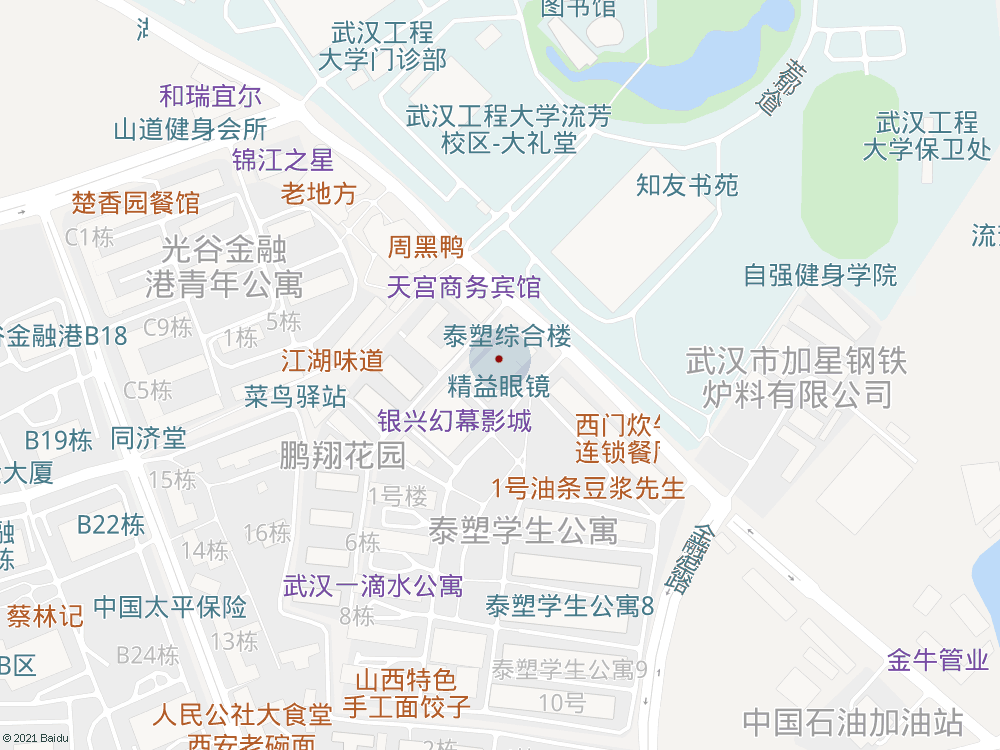 图书馆
湖
武汉工程
大学门诊部
和瑞宜尔
山道健身会所
武汉工程大学流芳
校区-大礼堂
武汉工程
大学保卫处
锦江之星
老地方
知友书苑
楚香园餐馆
C1栋
光谷金融
港青年公寓
周黑鸭
天宫商务宾馆
自强健身学院
流
谷金融港B18
C9栋
1栋
5栋
泰塑综合楼
江湖味道
武汉市加星钢铁
炉料有限公司
C5栋
菜鸟驿站
精益眼镜
银兴幻幕影城
西门炊
连锁餐
B19栋
同济堂
鹏翔花园
大厦
15栋
1号楼
1号油条豆浆先生
B22栋
16栋
泰塑学生公寓
金融港路
融
栋
14栋
6栋
武汉一滴水公寓
蔡林记
中国太平保险
8栋
泰塑学生公寓8
13栋
B24栋
B区
泰塑学生公寓9
金牛管业
山西特色
手工面饺子
10号
人民公社大食堂
中国石油加油站
西安老碗面
2栋
© 2021 Baidu